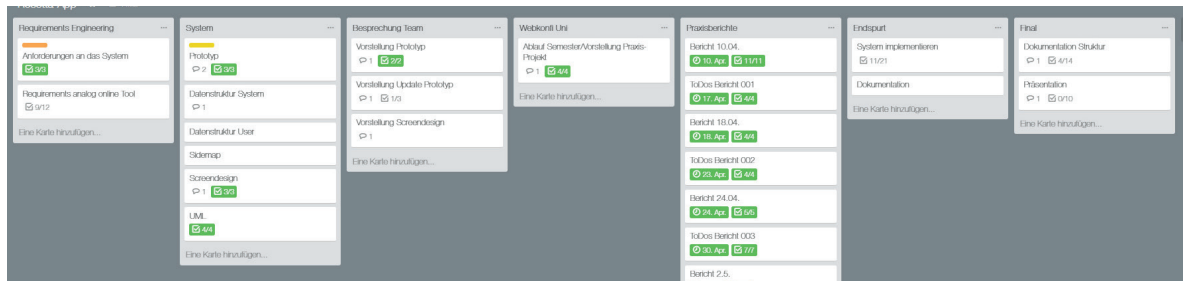 Requirements Engineering
Anforderungen an das System
3/3
Requirements analog online Tool
9/12
Eine Karte hinzufügen...
System
Prototyp
2 3/3
Datenstruktur System
1
Datenstruktur User
Sidemap
Screendesign
1 3/3
UML
4/4
Eine Karte hinzufügen...
Besprechung Team
Vorstellung Prototyp
1 2/2
Vorstellung Update Prototyp
1 1/3
Vorstellung Screendesign
1
Eine Karte hinzufügen...
Webkonfi Uni
Ablauf Semester/Vorstellung Praxis-
Projekt
1 4/4
Eine Karte hinzufügen...
Praxisberichte
Bericht 10.04.
10. Apr. 11/11
ToDos Bericht 001
17. Apr. 4/4
Bericht 18.04.
18. Apr. 4/4
ToDos Bericht 002
23. Apr. 4/4
Bericht 24.04.
24. Apr. 5/5
ToDos Bericht 003
30. Apr. 7/7
Bericht 2.5.
Endspurt
System implementieren
11/21
Dokumentation
Eine Karte hinzufügen...
Final
Dokumentation Struktur
1 4/14
Präsentation
1 0/10
Eine Karte hinzufügen...